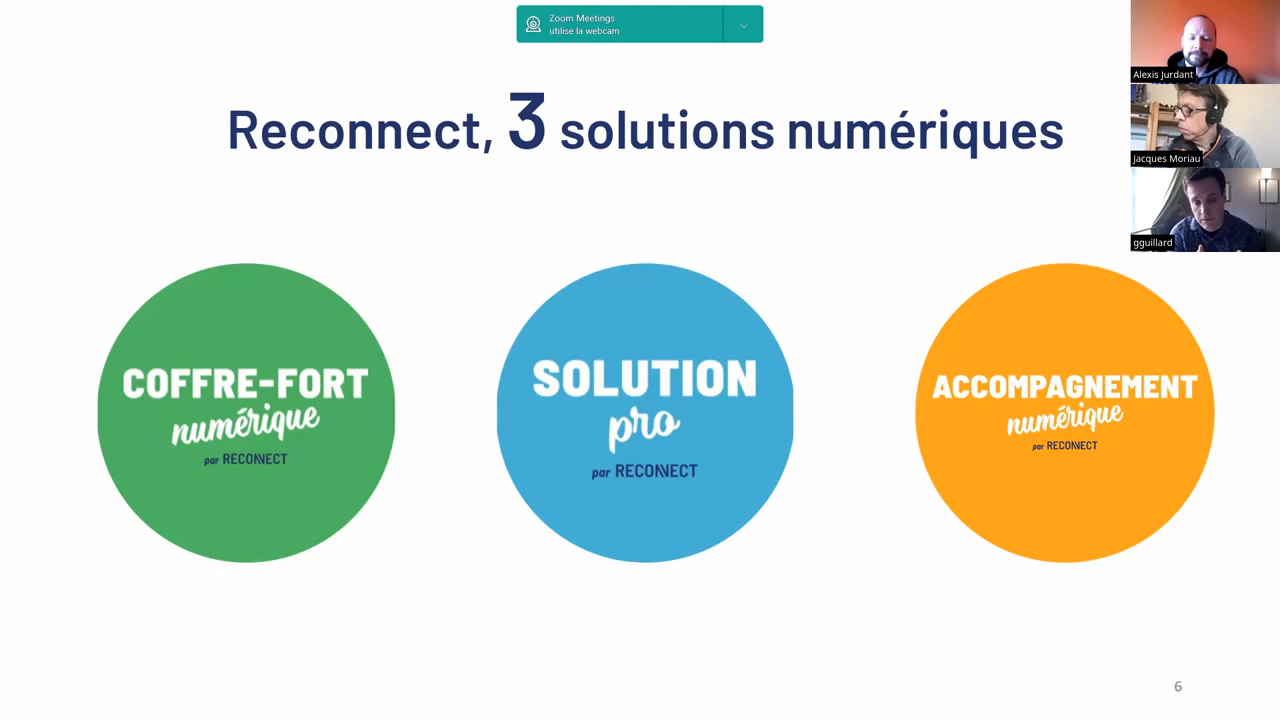 Zoom Meetings
utilise la webcam
Alexis Jurdant
Jacques Moriau
gguillard
Reconnect, 3 solutions numériques
COFFRE-FORT
numérique
par RECONNECT
SOLUTION
pro
par RECONNECT
ACCOMPAGNEMENT
numérique
par RECONNECT
6